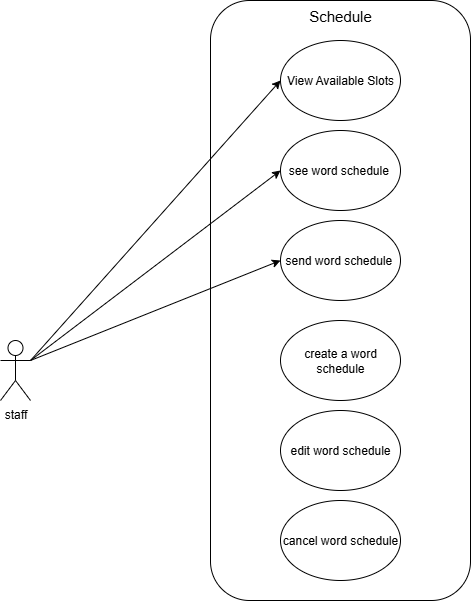 Schedule
View Available Slots
see word schedule
send word schedule
create a word
schedule
edit word schedule
cancel word schedule
staff